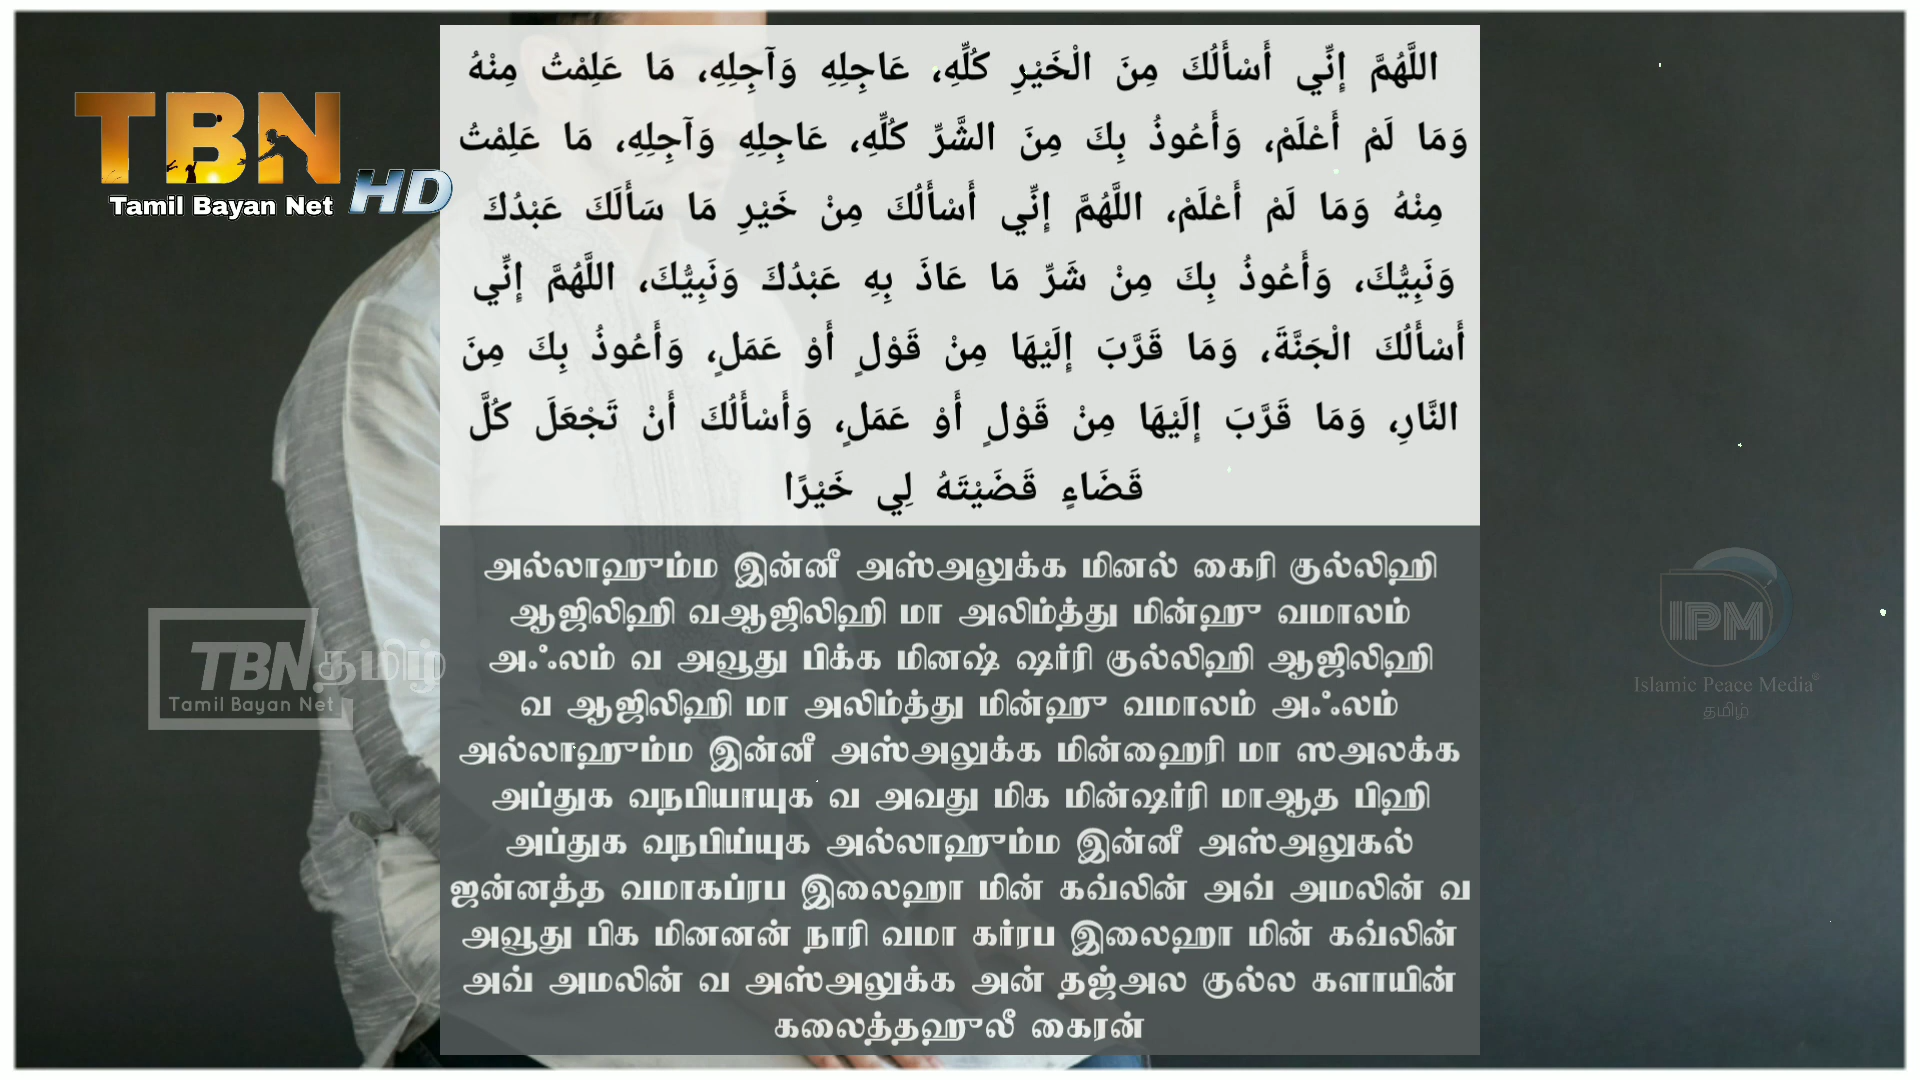 اللَّهُمَّ إِنِّي أَسْأَلُكَ مِنَ الْخَيْرِ كُلِّهِ، عَاجِلِهِ وَآجِلِهِ، مَا عَلِمْتُ مِنْهُ
وَمَا لَمْ أَعْلَمْ، وَأَعُوذُ بِكَ مِنَ الشَّرِّ كُلِّهِ، عَاجِلِهِ وَآجِلِهِ، مَا عَلِمْتُ
مِنْهُ وَمَا لَمْ أَعْلَمْ، اللَّهُمَّ إِنِّي أَسْأَلُكَ مِنْ خَيْرِ مَا سَأَلَكَ عَبْدُكَ
وَنَبِيُّكَ، وَأَعُوذُ بِكَ مِنْ شَرِّ مَا عَاذَ بِهِ عَبْدُكَ وَنَبِيُّكَ، اللَّهُمَّ إِنِّي
أَسْأَلُكَ الْجَنَّةَ، وَمَا قَرَّبَ إِلَيْهَا مِنْ قَوْلٍ أَوْ عَمَلٍ، وَأَعُوذُ بِكَ مِنَ
النَّارِ، وَمَا قَرَّبَ إِلَيْهَا مِنْ قَوْلٍ أَوْ عَمَلٍ، وَأَسْأَلُكَ أَنْ تَجْعَلَ كُلَّ
قَضَاءٍ قَضَيْتَهُ لِي خَيْرًا
TBN HD
Tamil Bayan Net
அல்லாஹும்ம இன்னீ அஸ்அலுக்க மினல் கைரி குல்லிஹி
ஆஜிலிஹி வஆஜிலிஹி மா அலிம்த்து மின்ஹு வமாலம்
அஃலம் வ அவூது பிக்க மினஷ் ஷர்ரி குல்லிஹி ஆஜிலிஹி
வ ஆஜிலிஹி மா அலிம்த்து மின்ஹு வமாலம் அஃலம்
அல்லாஹும்ம இன்னீ அஸ்அலுக்க மின்ஹைரி மா ஸஅலக்க
அப்துக வநபியாயுக வ அவது மிக மின்ஷர்ரி மாஆத பிஹி
அப்துக வநபிய்யுக அல்லாஹும்ம இன்னீ அஸ்அலுகல்
ஜன்னத்த வமாகப்ரப இலைஹா மின் கவ்லின் அவ் அமலின் வ
அவூது பிக மினனன் நாரி வமா கர்ரப இலைஹா மின் கவ்லின்
அவ் அமலின் வ அஸ்அலுக்க அன் தஜ்அல குல்ல களாயின்
கலைத்தஹுலீ கைரன்
TBN தமிழ்
Tamil Bayan Net
IPM
Islamic Peace Media
தமிழ்